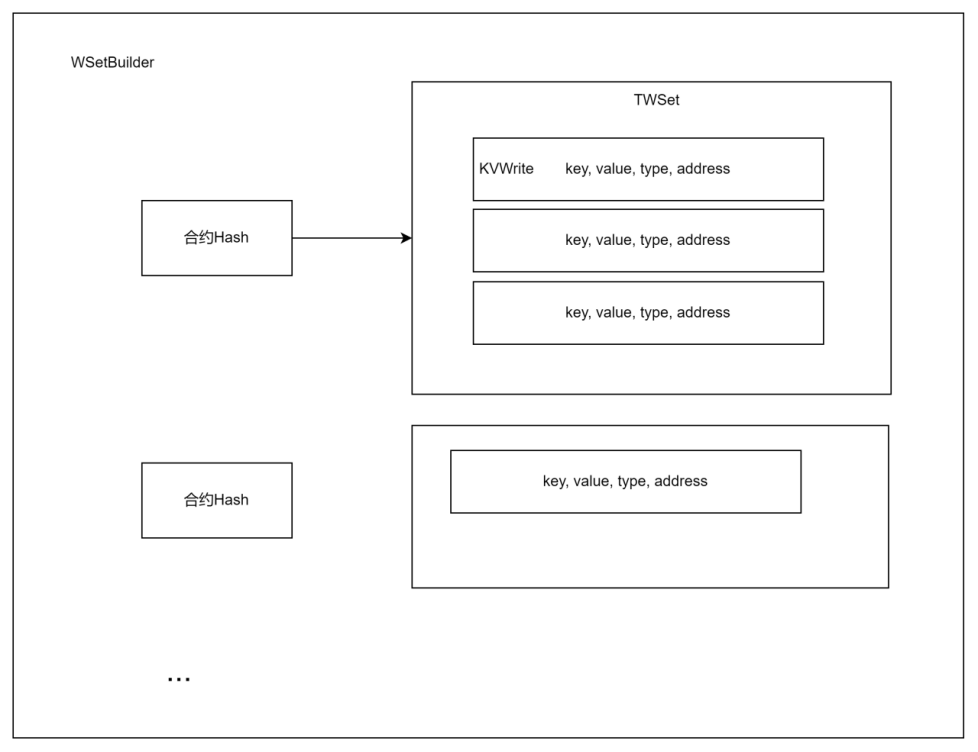 WSetBuilder
TWSet
KVWrite key, value, type, address
合约Hash
key, value, type, address
key, value, type, address
合约Hash
key, value, type, address
...